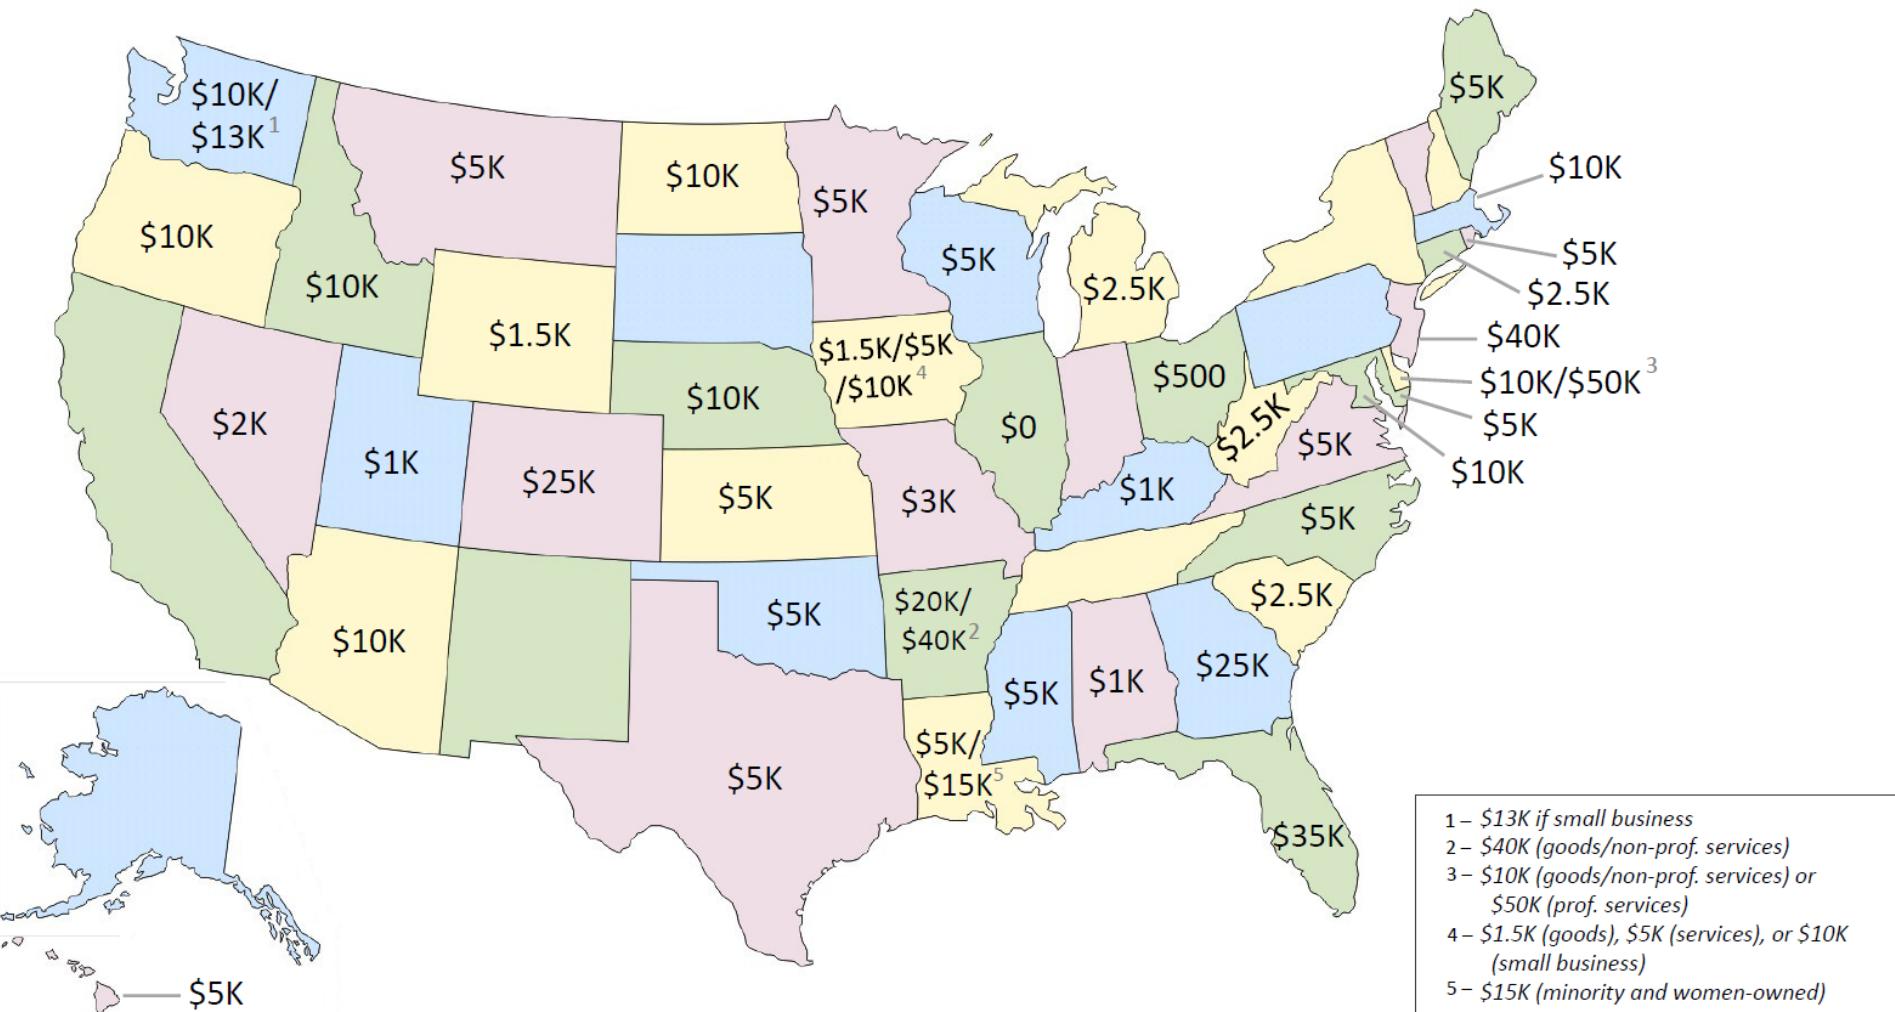 $5K
$10K/
$13K1
$5K
$10K
$5K
$10K
$10K
$5K
$5K
$2.5K
$2.5K
$10K
$1.5K
$40K
$1.5K/$5K
/$10K4
$500
$10K/$50K3
$10K
$2K
$0
$2.5K
$5K
$5K
$1K
$25K
$5K
$3K
$1K
$10K
$5K
$5K
$20K/
$40K2
$2.5K
$10K
$5K
$1K
$25K
$5K/
$15K5
$5K
$35K
$5K
1 – $13K if small business
2 – $40K (goods/non-prof. services)
3 – $10K (goods/non-prof. services) or
$50K (prof. services)
4 – $1.5K (goods), $5K (services), or $10K
(small business)
5 – $15K (minority and women-owned)